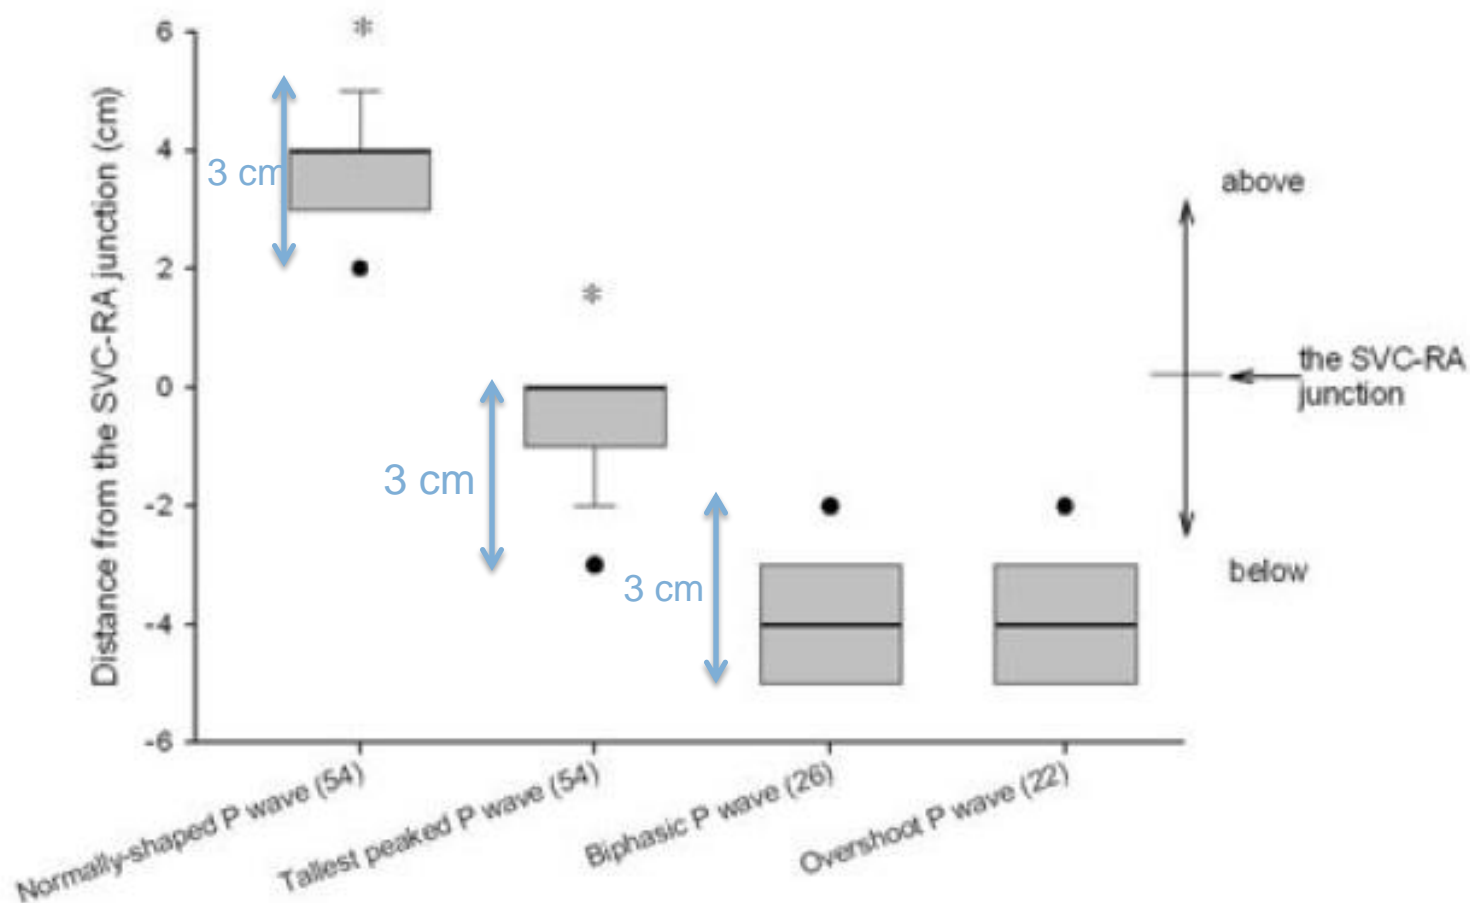 Distance from the SVC-RA junction (cm)
6
4
2
0
-2
-4
-6
*
*
3 cm
3 cm
3 cm
above
the SVC-RA
junction
below
Normally-shaped P wave (54)
Tallest peaked P wave (54)
Biphasic P wave (26)
Overshoot P wave (22)